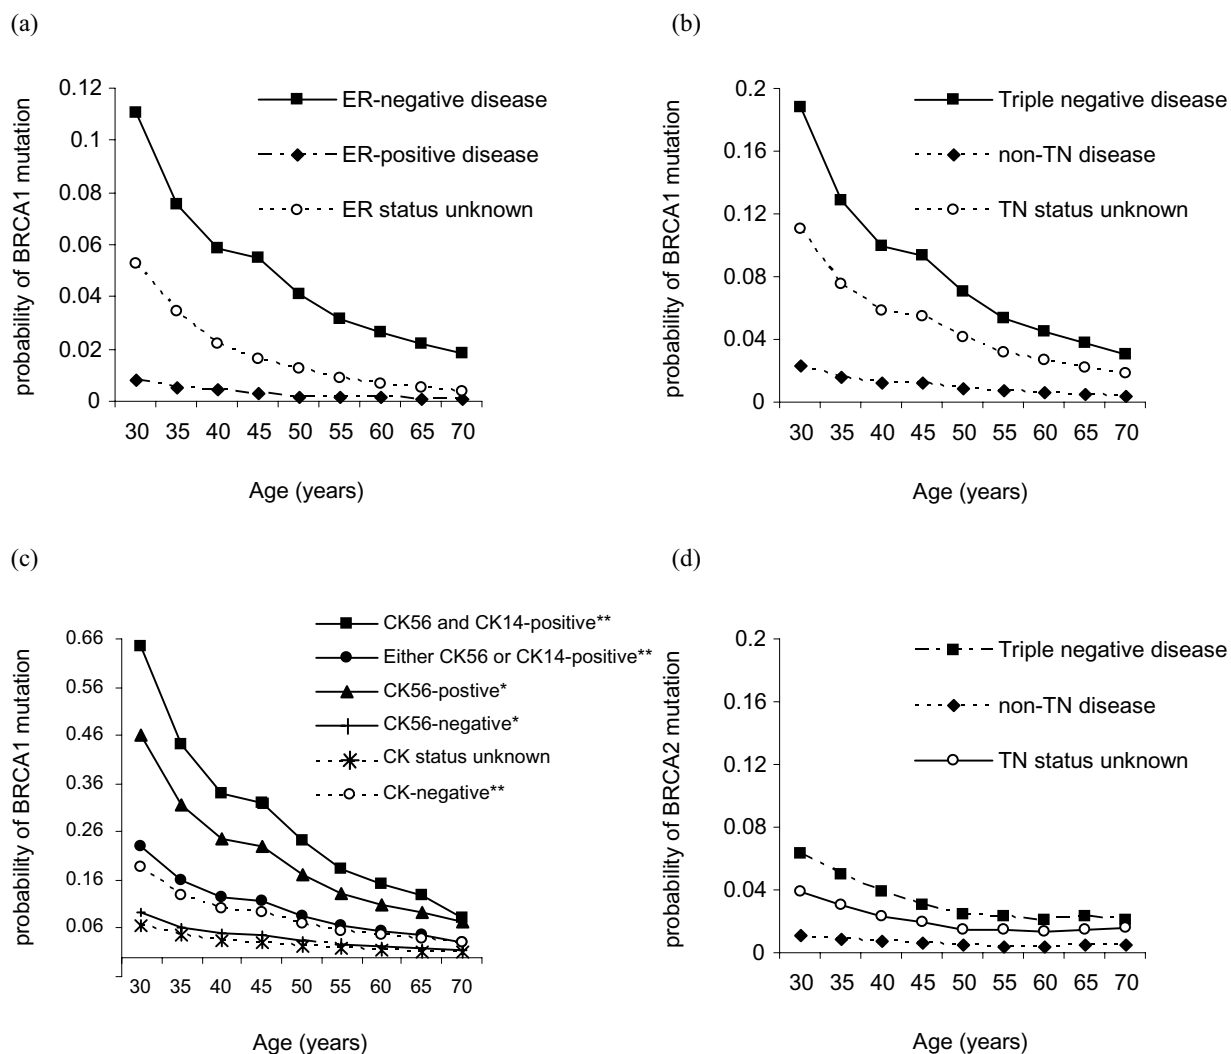 (a)
probability of BRCA1 mutation
0.12
0.1
0.08
0.06
0.04
0.02
0
ER-negative disease
ER-positive disease
ER status unknown
30 35 40 45 50 55 60 65 70
Age (years)
(b)
probability of BRCA1 mutation
0.2
0.16
0.12
0.08
0.04
0
Triple negative disease
non-TN disease
TN status unknown
30 35 40 45 50 55 60 65 70
Age (years)
(c)
probability of BRCA1 mutation
0.66
0.56
0.46
0.36
0.26
0.16
0.06
CK56 and CK14-positive**
Either CK56 or CK14-positive**
CK56-postive*
CK56-negative*
CK status unknown
CK-negative**
30 35 40 45 50 55 60 65 70
Age (years)
(d)
probability of BRCA2 mutation
0.2
0.16
0.12
0.08
0.04
0
Triple negative disease
non-TN disease
TN status unknown
30 35 40 45 50 55 60 65 70
Age (years)